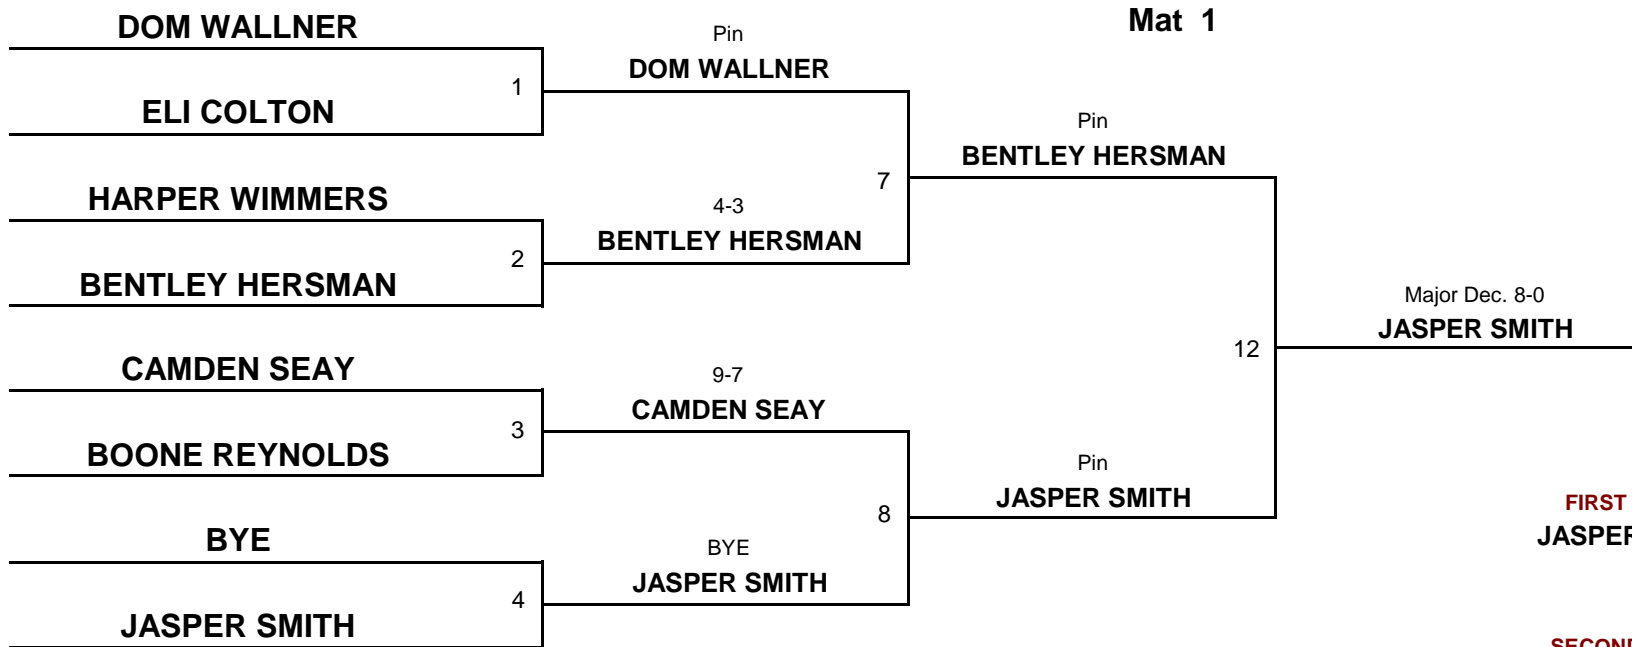 Mat 1
DOM WALLNER
Pin
DOM WALLNER
1
ELI COLTON
Pin
BENTLEY HERSMAN
7
HARPER WIMMERS
4-3
BENTLEY HERSMAN
2
BENTLEY HERSMAN
Major Dec. 8-0
JASPER SMITH
12
CAMDEN SEAY
9-7
CAMDEN SEAY
3
BOONE REYNOLDS
Pin
JASPER SMITH
8
FIRST
JASPER
BYE
BYE
JASPER SMITH
4
JASPER SMITH
SECOND